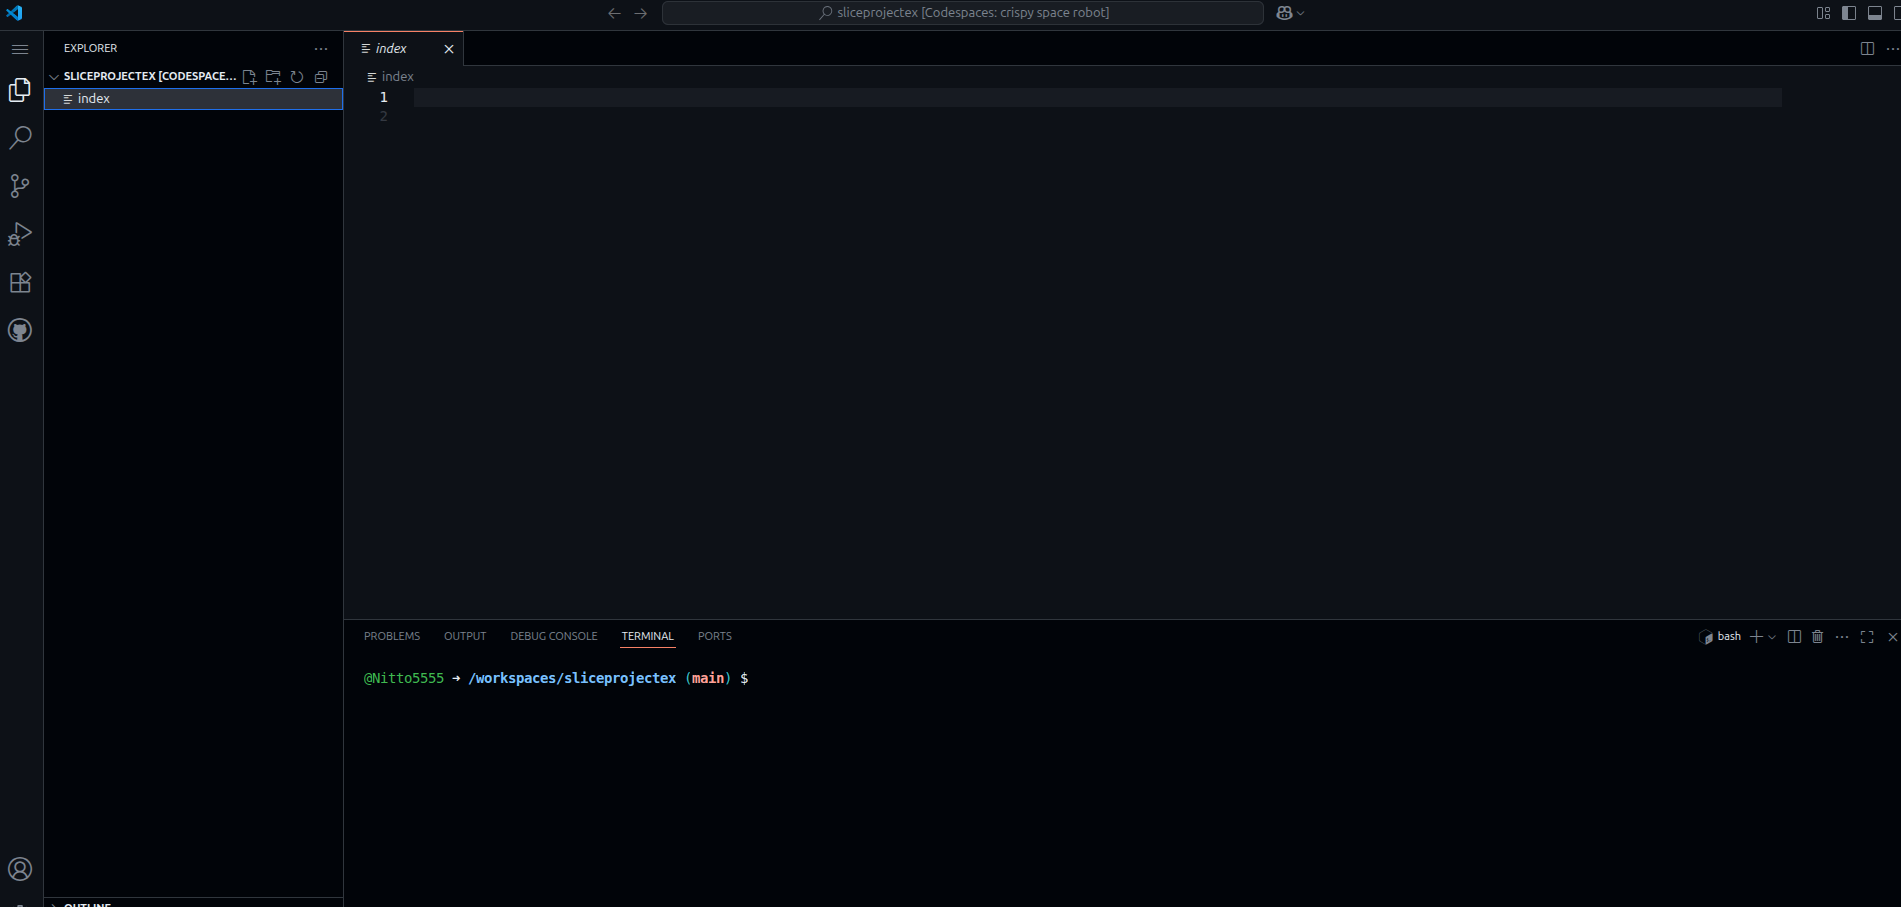 sliceprojectex [Codespaces: crispy space robot]
EXPLORER
SLICEPROJECTEX [CODESPACE...
index
index
index
1
2
PROBLEMS OUTPUT DEBUG CONSOLE TERMINAL PORTS
bash
@Nitto5555 ➜ /workspaces/sliceprojectex (main) $
OUTLINE